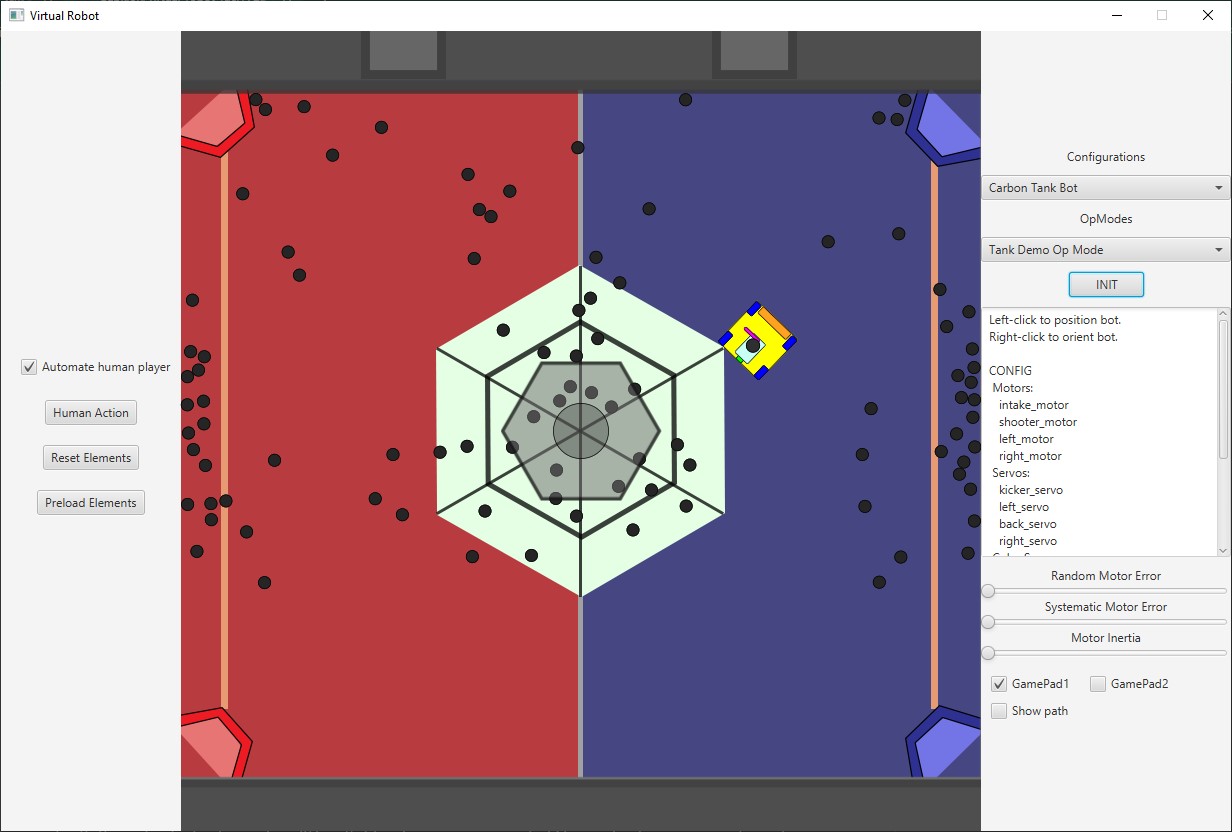 Virtual Robot
Automate human player
Human Action
Reset Elements
Preload Elements
Configurations
Carbon Tank Bot
OpModes
Tank Demo Op Mode
INIT
Left-click to position bot.
Right-click to orient bot.
CONFIG
Motors:
intake_motor
shooter_motor
left_motor
right_motor
Servos:
kicker_servo
left_servo
back_servo
right_servo
Random Motor Error
Systematic Motor Error
Motor Inertia
GamePad1
GamePad2
Show path